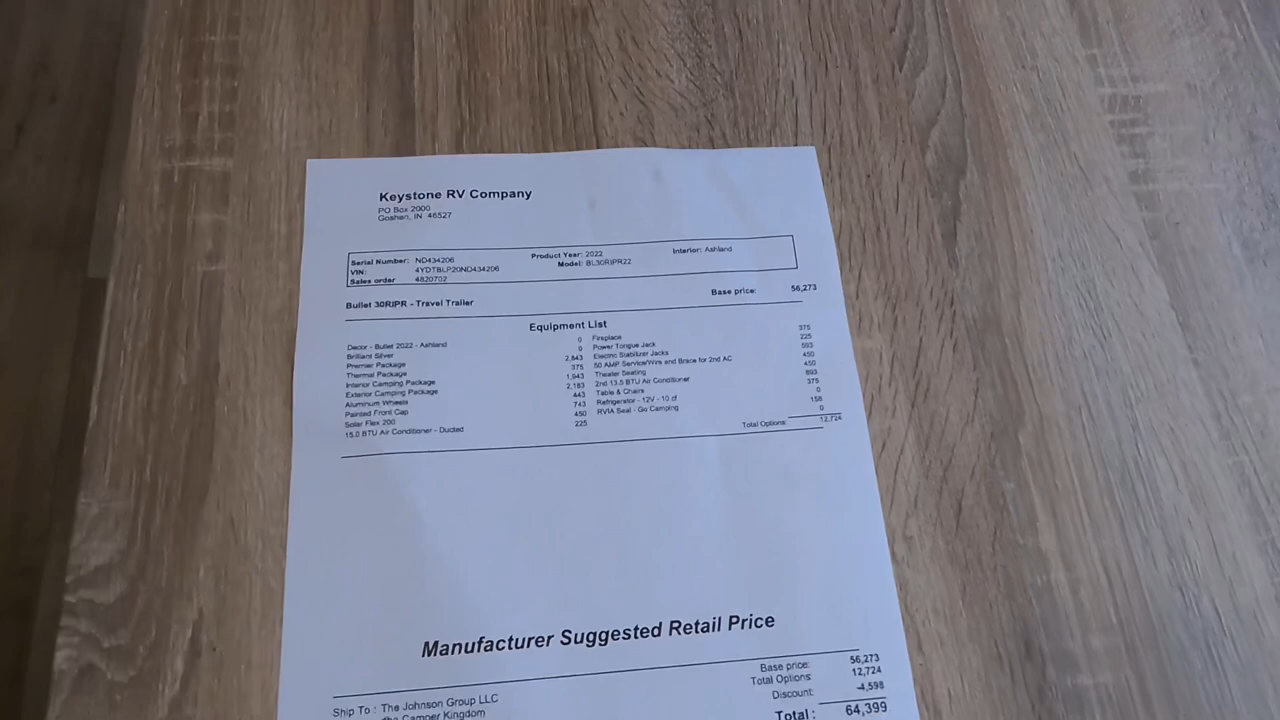 Keystone RV Company
PO Box 2000
Goshen, IN 46527
Serial Number: ND434206
VIN: 4YDTBLP20ND434206
Sales order 4820702
Product Year: 2022
Model: BL30RIPR22
Interior: Ashland
Bullet 30RIPR - Travel Trailer
Base price: 56,273
Equipment List
Decor - Bullet 2022 - Ashland 0
Brilliant Silver 0
Premier Package 2,843
Thermal Package 375
Interior Camping Package 1,943
Exterior Camping Package 2,183
Aluminum Wheels 443
Painted Front Cap 743
Solar Flex 200 450
15.0 BTU Air Conditioner - Ducted 225
Fireplace 375
Power Tongue Jack 225
Electric Stabilizer Jacks 593
50 AMP Service/Wire and Brace for 2nd AC 450
Theater Seating 450
2nd 13.5 BTU Air Conditioner 893
Table & Chairs 375
Refrigerator - 12V - 10 cf 0
RVIA Seal - Go Camping 158
0
Total Options: 12,724
Manufacturer Suggested Retail Price
Base price: 56,273
Total Options: 12,724
Discount: -4,598
Total: 64,399
Ship To : The Johnson Group LLC
dba Camper Kingdom